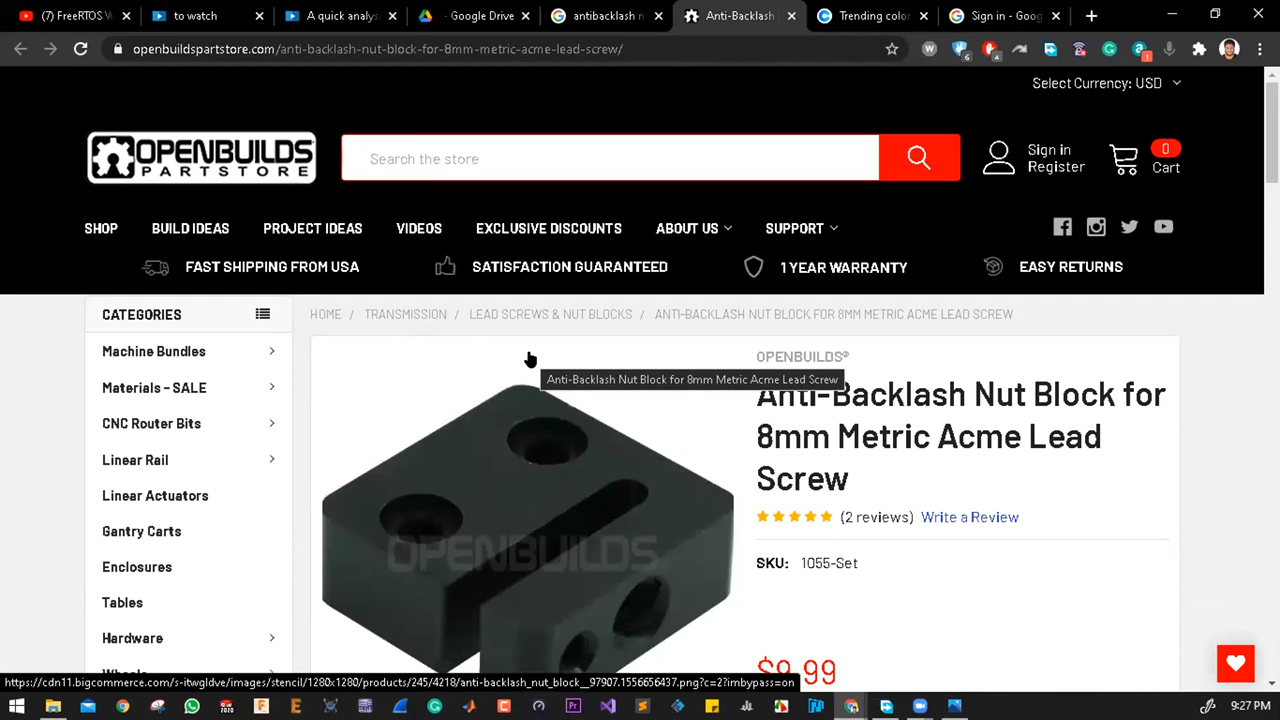 (7) FreeRTOS W
to watch
A quick analys
- Google Drive
antibacklash n
Anti-Backlash
Trending color
Sign in - Goog
openbuildspartstore.com/anti-backlash-nut-block-for-8mm-metric-acme-lead-screw/
Select Currency: USD
OPENBUILDS
PARTSTORE
Search the store
Sign in
Register
0
Cart
SHOP
BUILD IDEAS
PROJECT IDEAS
VIDEOS
EXCLUSIVE DISCOUNTS
ABOUT US
SUPPORT
FAST SHIPPING FROM USA
SATISFACTION GUARANTEED
1 YEAR WARRANTY
EASY RETURNS
CATEGORIES
Machine Bundles
Materials - SALE
CNC Router Bits
Linear Rail
Linear Actuators
Gantry Carts
Enclosures
Tables
Hardware
HOME / TRANSMISSION / LEAD SCREWS & NUT BLOCKS / ANTI-BACKLASH NUT BLOCK FOR 8MM METRIC ACME LEAD SCREW
Anti-Backlash Nut Block for 8mm Metric Acme Lead Screw
OPENBUILDS
OPENBUILDS®
Anti-Backlash Nut Block for
8mm Metric Acme Lead
Screw
(2 reviews) Write a Review
SKU: 1055-Set
$9.99
https://cdn11.bigcommerce.com/s-itwgldve/images/stencil/1280x1280/products/245/4218/anti-backlash_nut_block__97907.1556656437.png?c=2?imbypass=on
9:27 PM